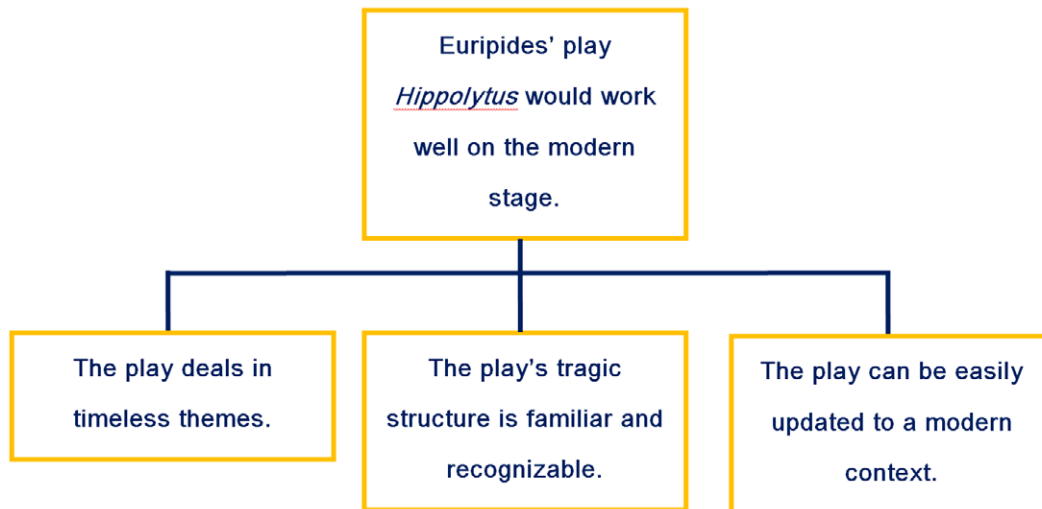 Euripides’ play
Hippolytus would work
well on the modern
stage.
The play deals in
timeless themes.
The play’s tragic
structure is familiar and
recognizable.
The play can be easily
updated to a modern
context.